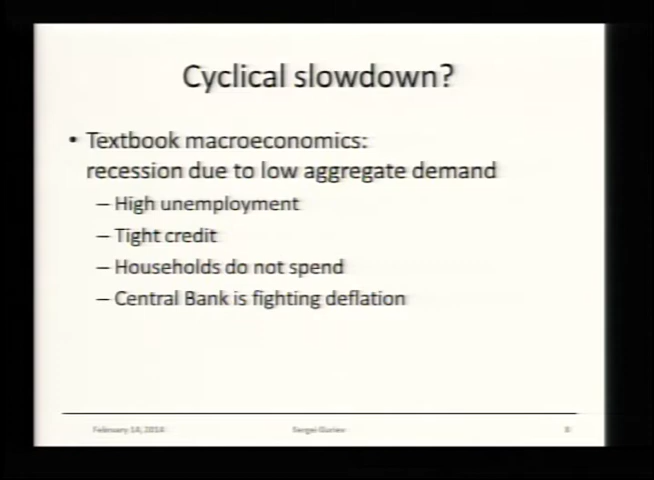 Cyclical slowdown?
• Textbook macroeconomics:
recession due to low aggregate demand
– High unemployment
– Tight credit
– Households do not spend
– Central Bank is fighting deflation
February 14, 2014
Sergei Guriev